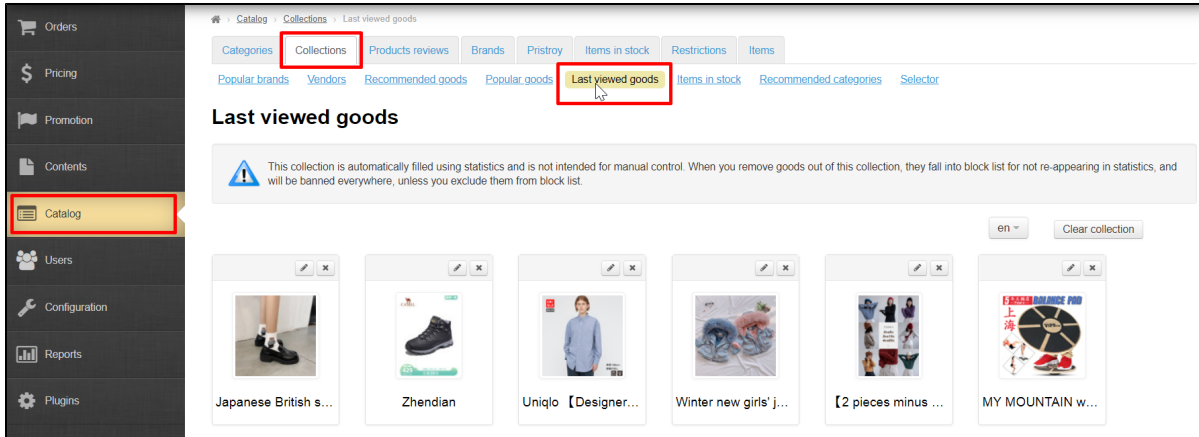 Orders
Pricing
Promotion
Contents
Catalog
Users
Configuration
Reports
Plugins
Catalog › Collections › Last viewed goods
Categories Collections Products reviews Brands Pristroy Items in stock Restrictions Items
Popular brands Vendors Recommended goods Popular goods Last viewed goods Items in stock Recommended categories Selector
Last viewed goods
This collection is automatically filled using statistics and is not intended for manual control. When you remove goods out of this collection, they fall into block list for not re-appearing in statistics, and
will be banned everywhere, unless you exclude them from block list.
en Clear collection
BALANCE POD
上
海
Japanese British s...
Zhendian
Uniqlo 【Designer...
Winter new girls' j...
【2 pieces minus ...
MY MOUNTAIN w...